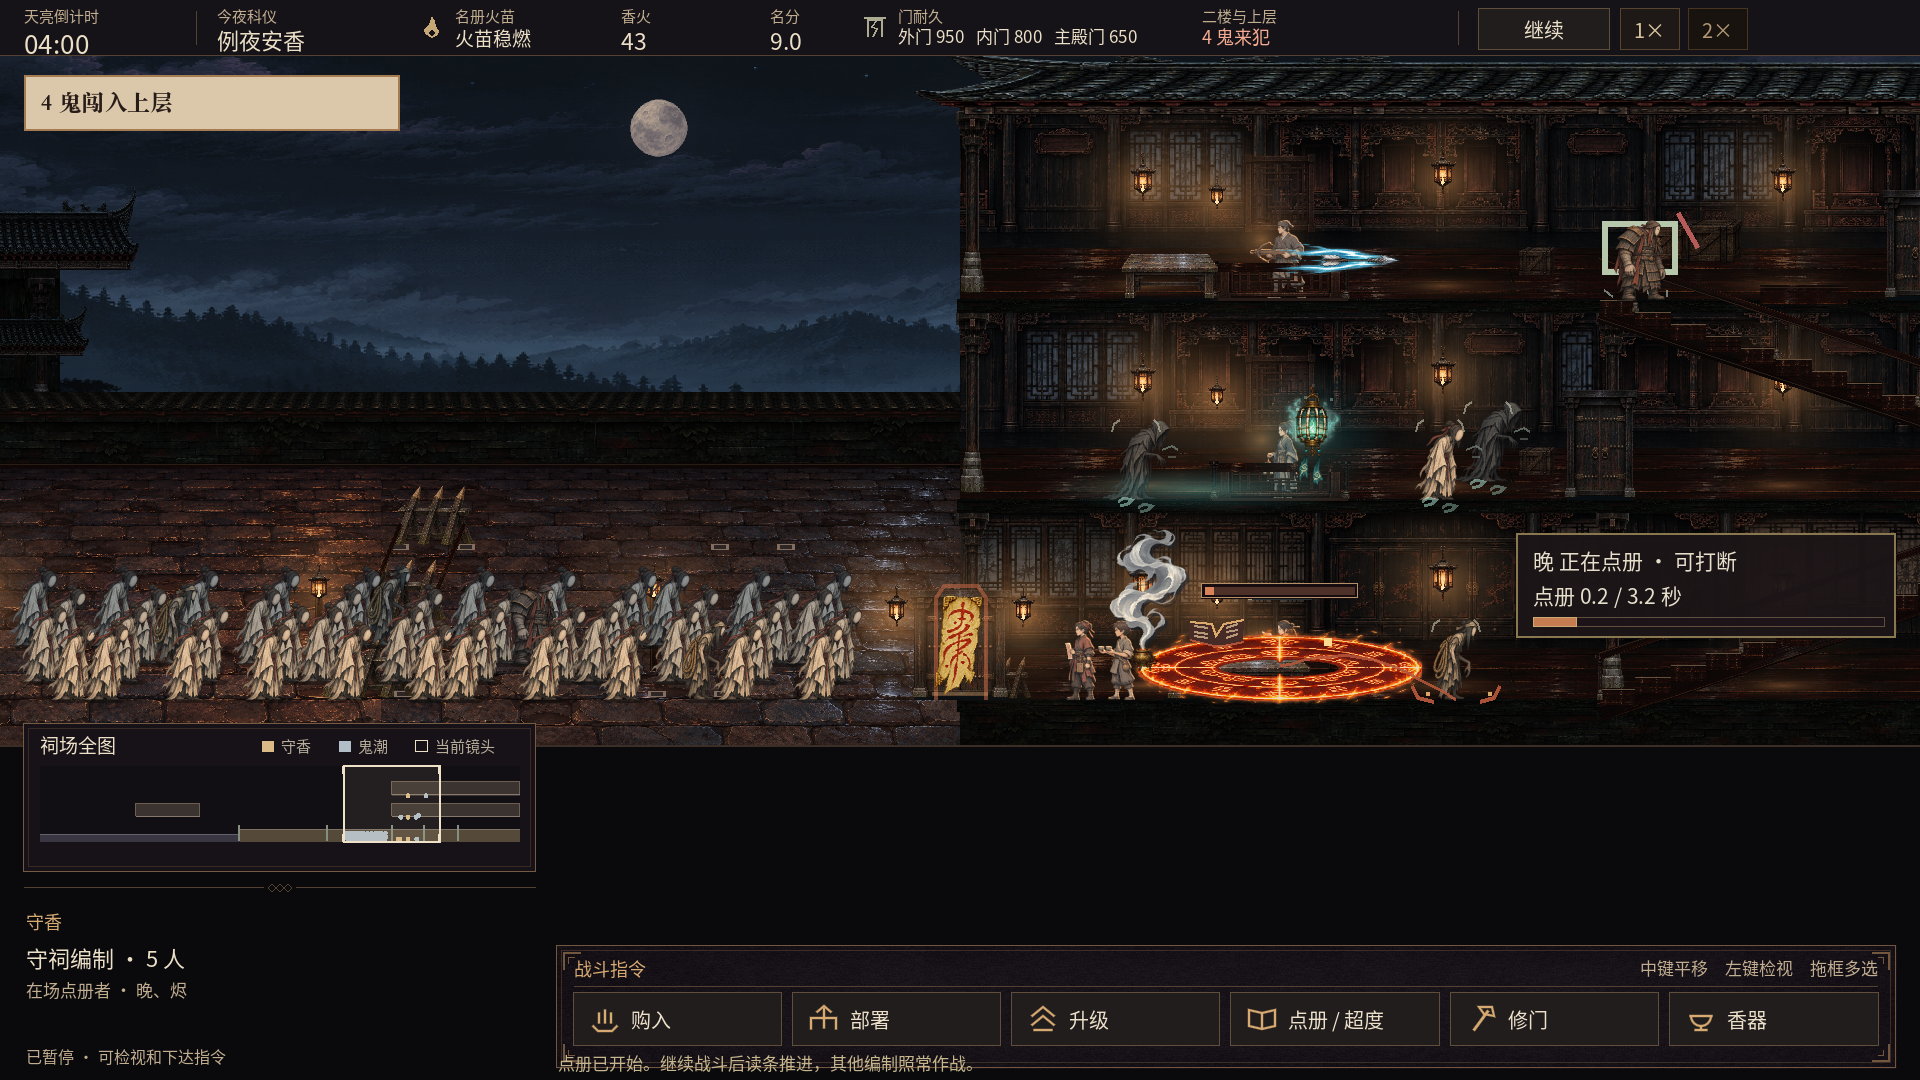 天亮倒计时
04:00
今夜科仪
例夜安香
名册火苗
火苗稳燃
香火
43
名分
9.0
门耐久
外门 950 内门 800 主殿门 650
二楼与上层
4 鬼来犯
继续
1×
2×
4 鬼闯入上层
晚 正在点册 · 可打断
点册 0.2 / 3.2 秒
祠场全图
守香
鬼潮
当前镜头
守香
守祠编制 · 5 人
在场点册者 · 晚、烬
已暂停 · 可检视和下达指令
战斗指令
中键平移 左键检视 拖框多选
购入
部署
升级
点册 / 超度
修门
香器
点册已开始。继续战斗后读条推进，其他编制照常作战。